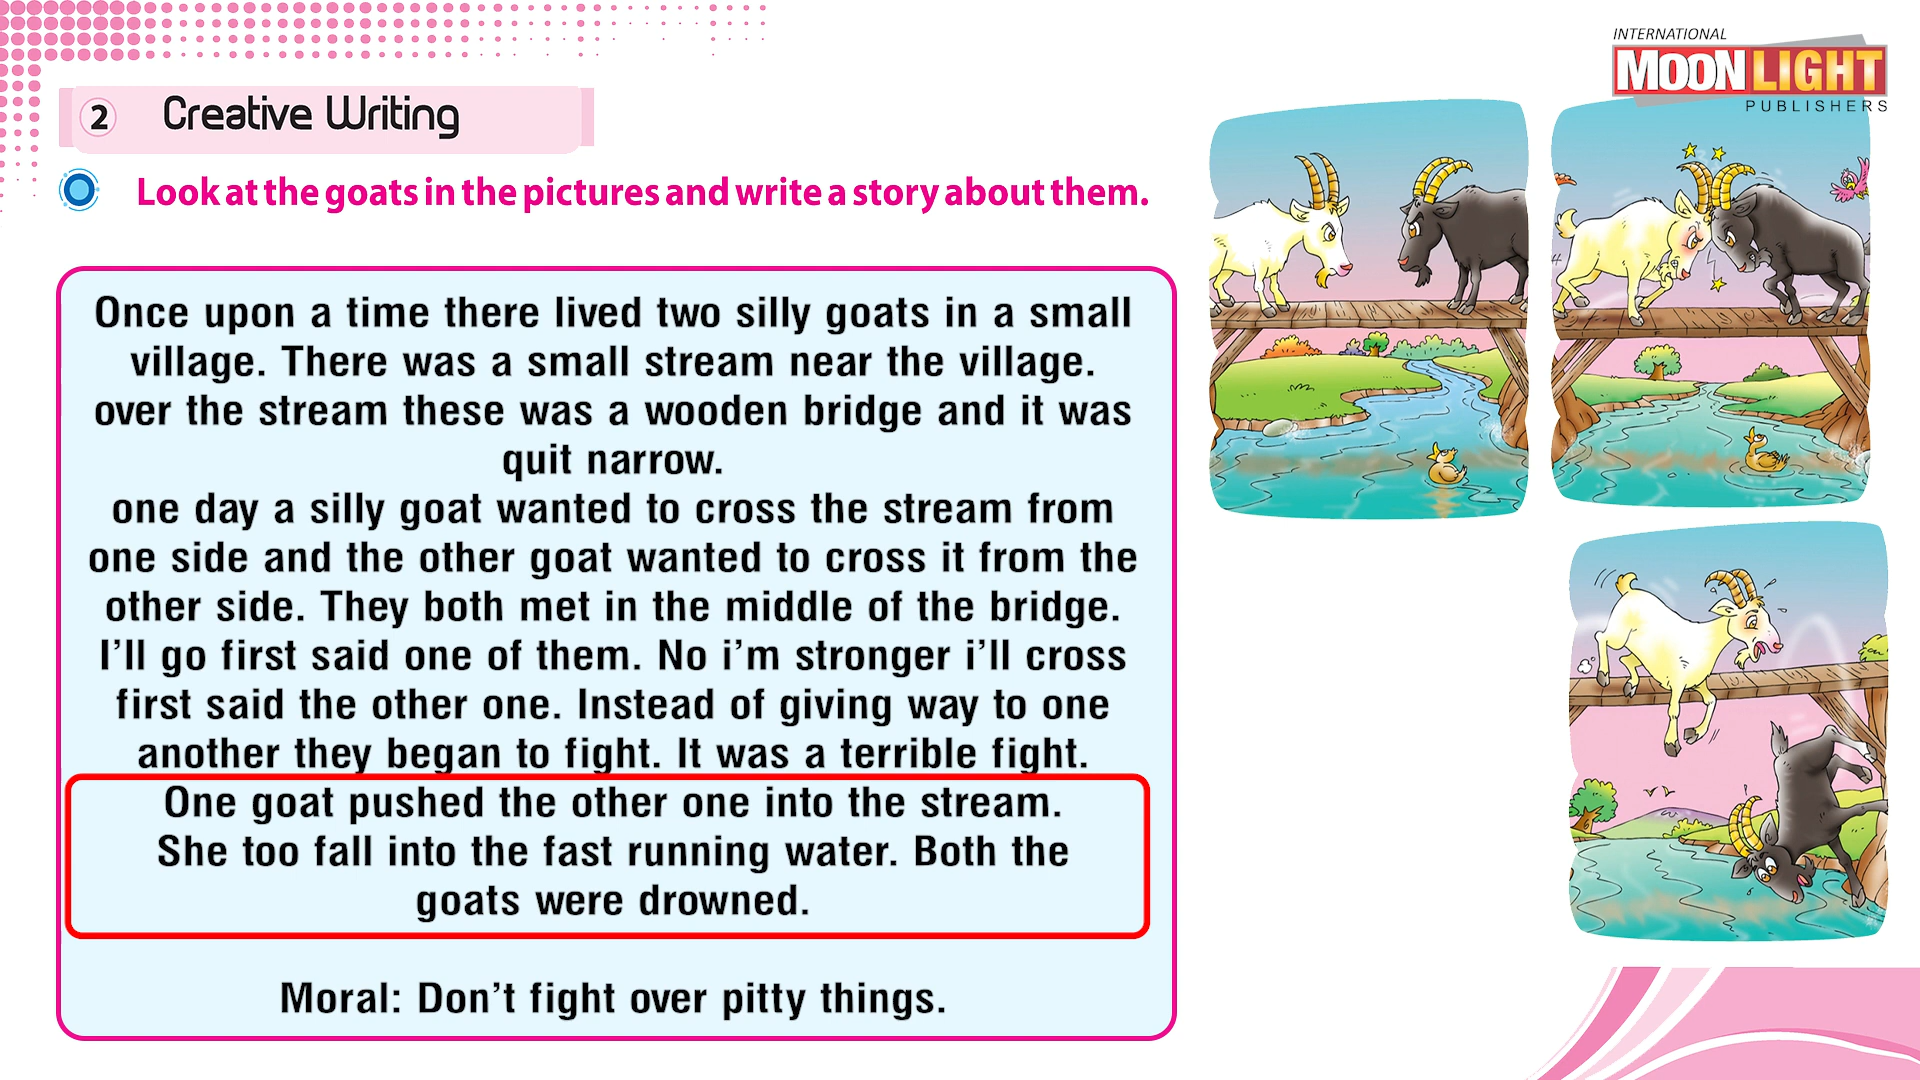 INTERNATIONAL
MOONLIGHT
PUBLISHERS
2 Creative Writing
Look at the goats in the pictures and write a story about them.
Once upon a time there lived two silly goats in a small
village. There was a small stream near the village.
over the stream these was a wooden bridge and it was
quit narrow.
one day a silly goat wanted to cross the stream from
one side and the other goat wanted to cross it from the
other side. They both met in the middle of the bridge.
I’ll go first said one of them. No i’m stronger i’ll cross
first said the other one. Instead of giving way to one
another they began to fight. It was a terrible fight.
One goat pushed the other one into the stream.
She too fall into the fast running water. Both the
goats were drowned.
Moral: Don’t fight over pitty things.